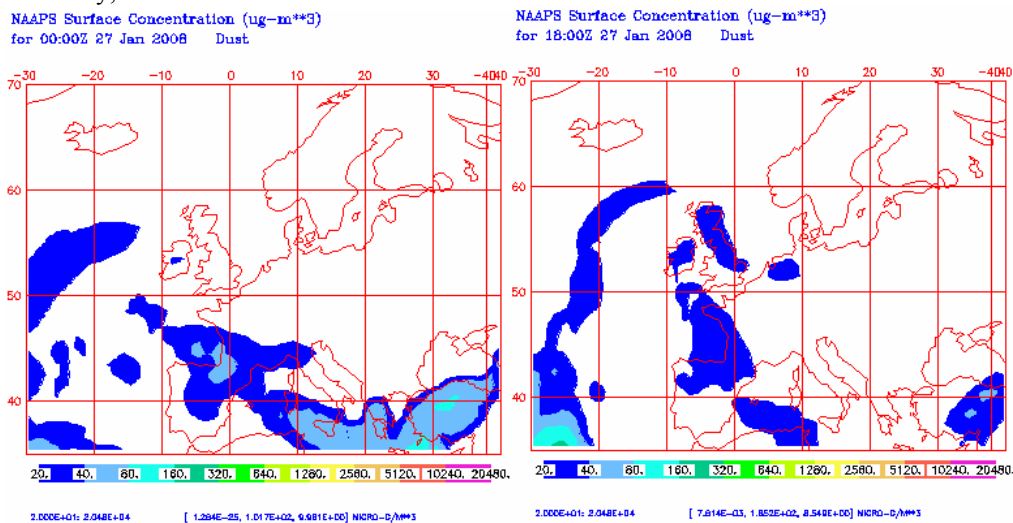 NAAPS Surface Concentration (ug-m**3)
for 00:00Z 27 Jan 2008 Dust
-30 -20 -10 0 10 20 30 4040
70
60
50
40
20. 40. 80. 160. 320. 640. 1280. 2560. 5120. 10240. 20480.
2.000E+01: 2.048E+04 [ 1.264E-25, 1.017E+02, 9.981E+00] MICRO-G/M**3
NAAPS Surface Concentration (ug-m**3)
for 18:00Z 27 Jan 2008 Dust
-30 -20 -10 0 10 20 30 4040
70
60
50
40
20. 40. 80. 160. 320. 640. 1280. 2560. 5120. 10240. 20480.
2.000E+01: 2.048E+04 [ 7.614E-03, 1.852E+02, 8.549E+00] MICRO-G/M**3